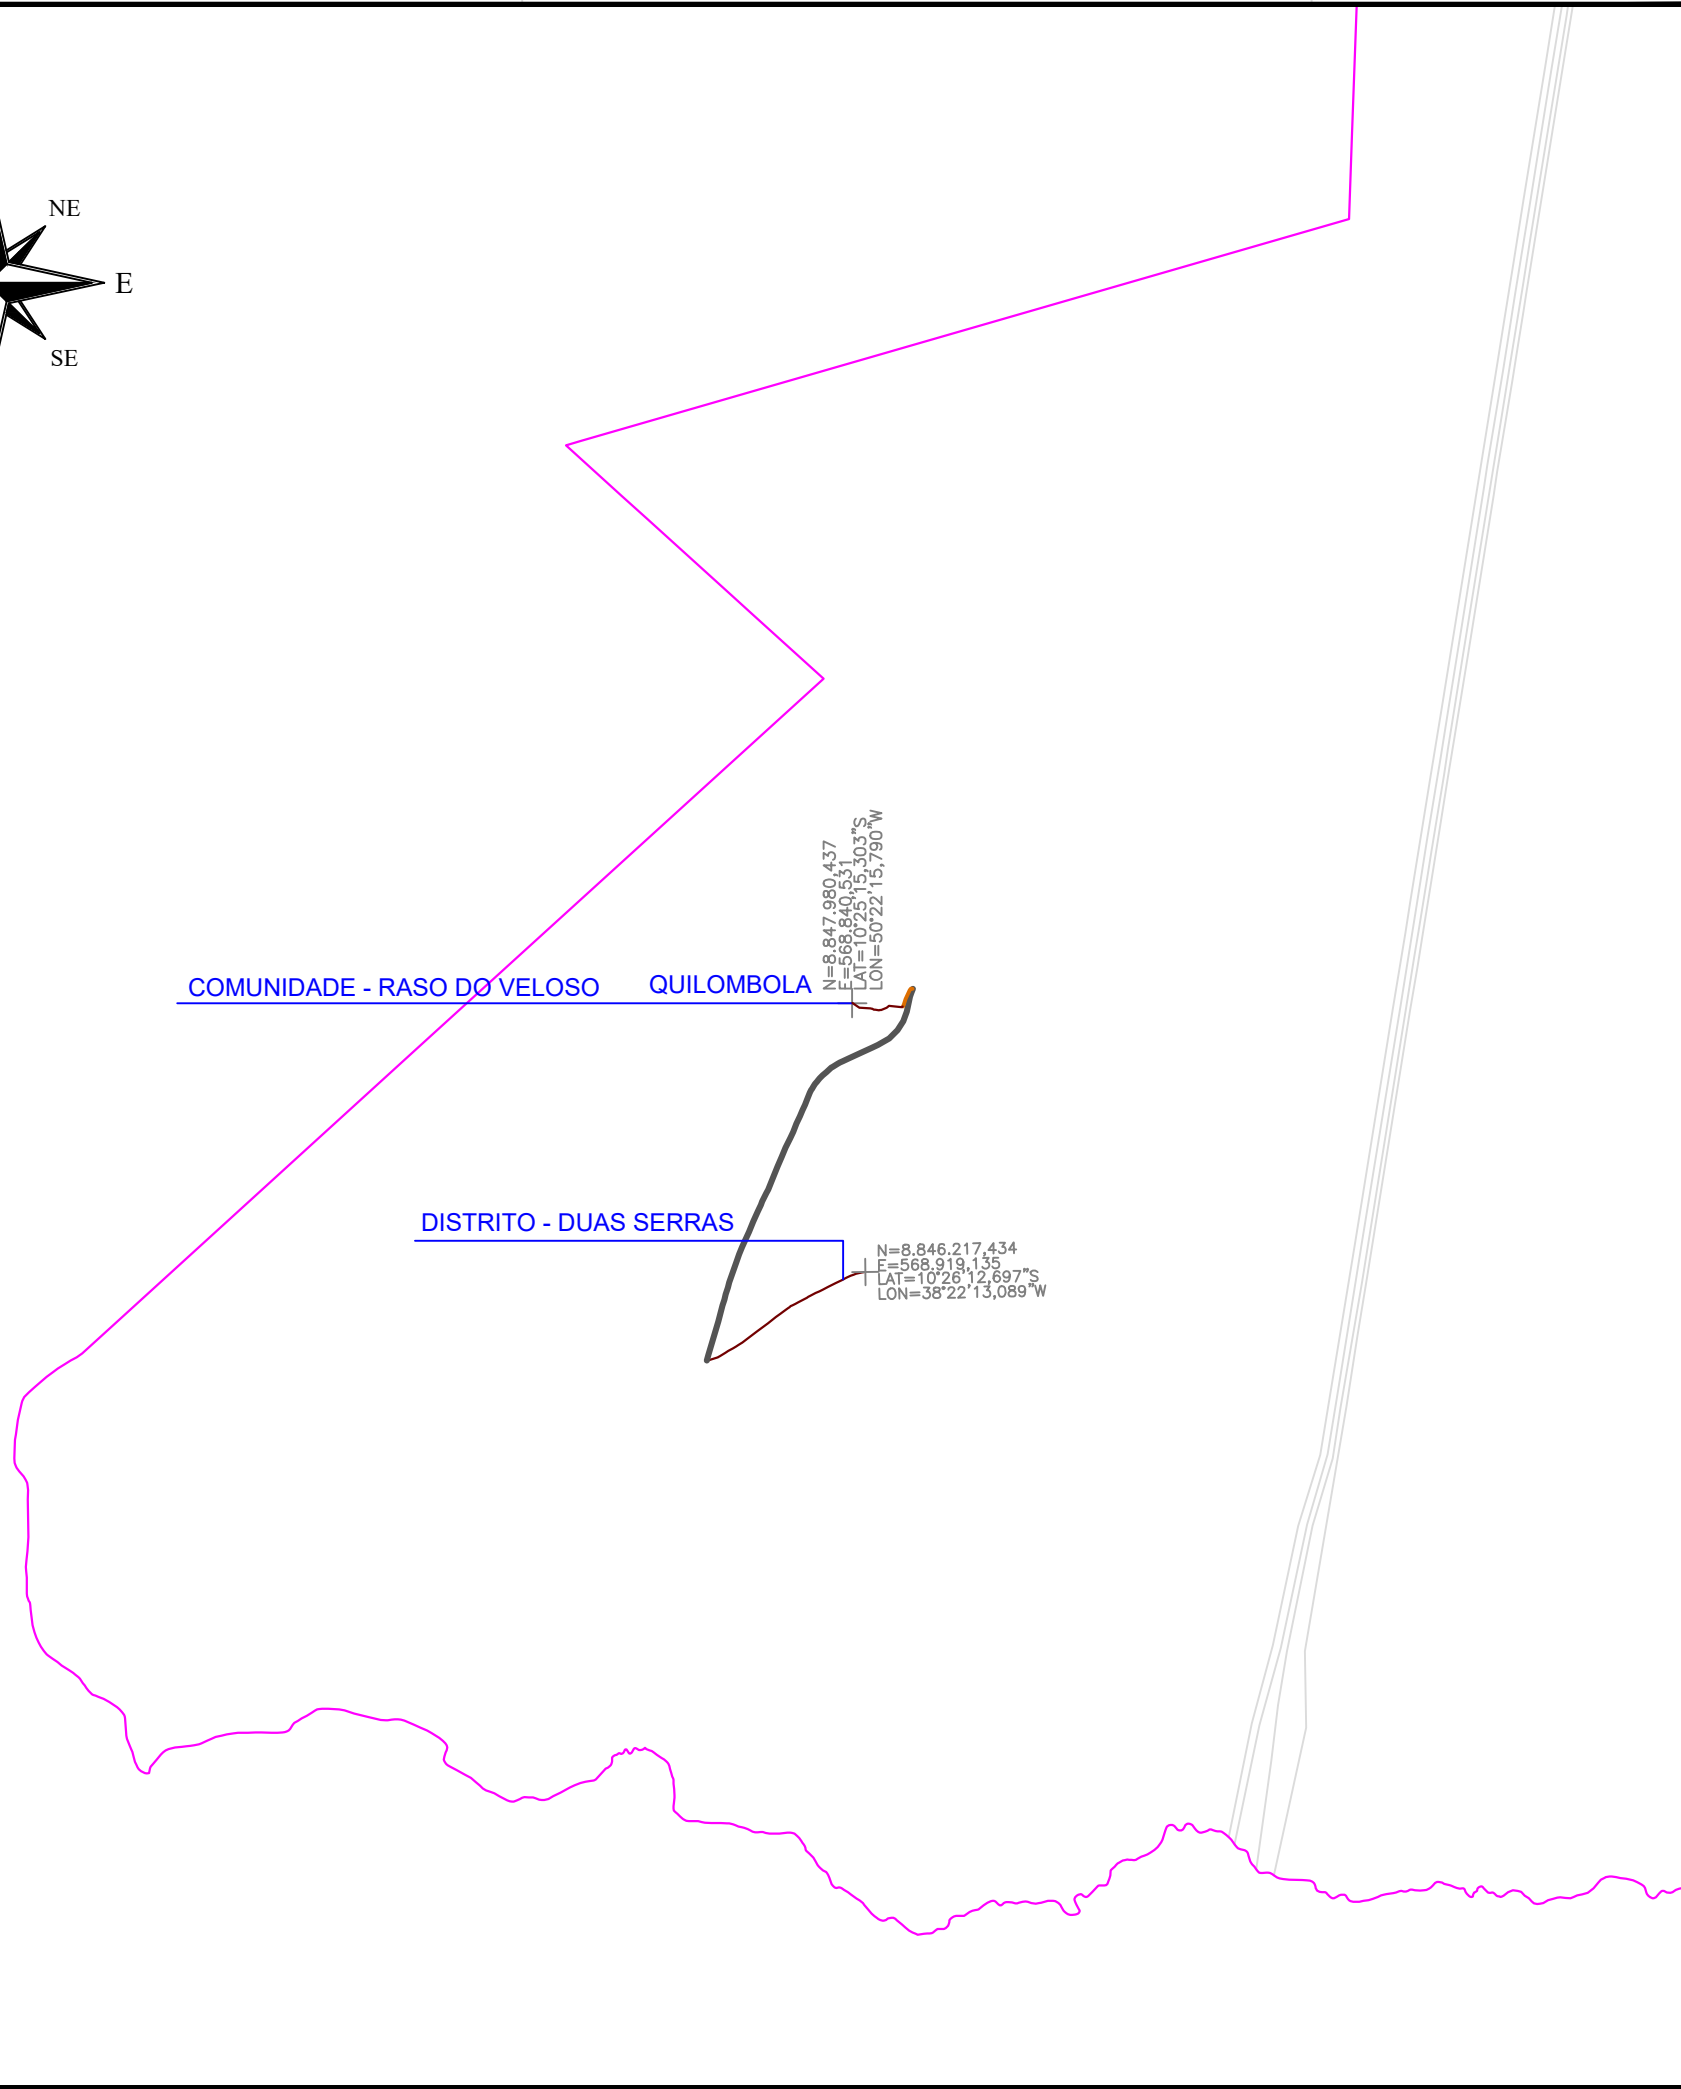 NE
E
SE
N=8.847.980,437
E=568.840,531
LAT=10°25'15,303"S
LON=50°22'15,790"W
COMUNIDADE - RASO DO VELOSO QUILOMBOLA
DISTRITO - DUAS SERRAS
N=8.846.217,434
E=568.919,135
LAT=10°26'12,697"S
LON=38°22'13,089"W